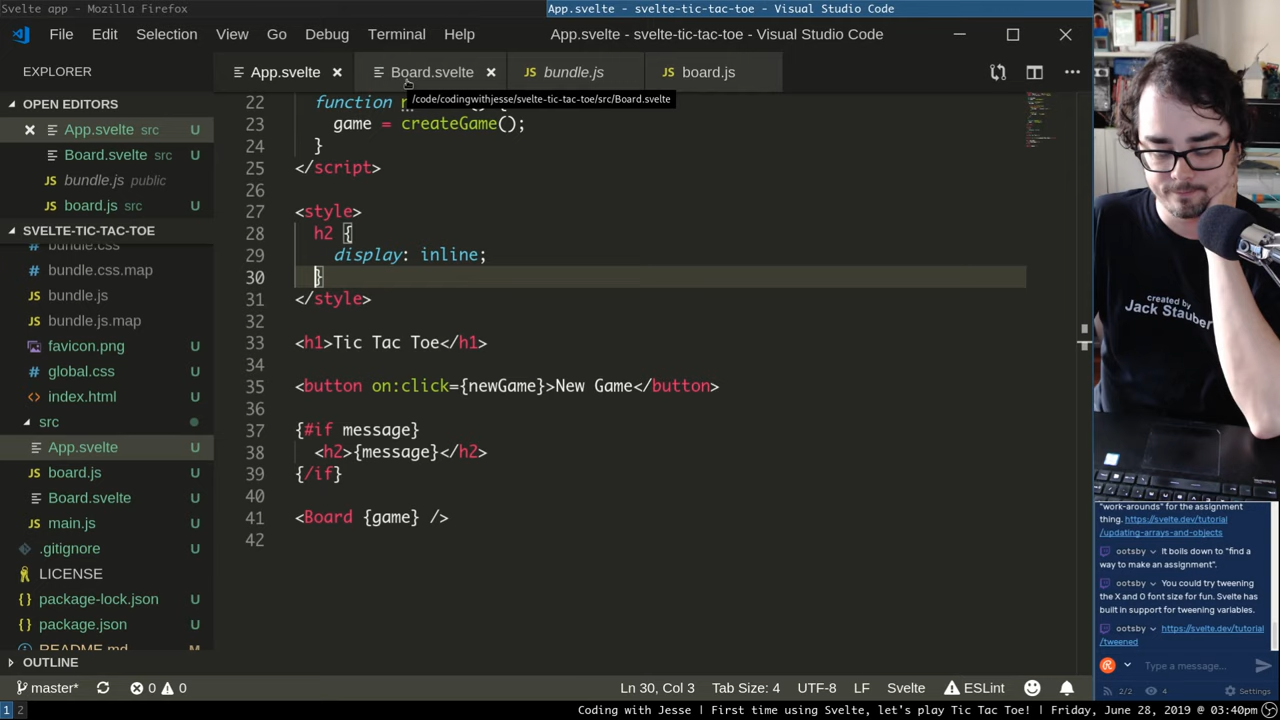 Svelte app - Mozilla Firefox
App.svelte - svelte-tic-tac-toe - Visual Studio Code
File Edit Selection View Go Debug Terminal Help
App.svelte - svelte-tic-tac-toe - Visual Studio Code
EXPLORER
App.svelte
Board.svelte
JS bundle.js
JS board.js
/code/codingwithjesse/svelte-tic-tac-toe/src/Board.svelte
OPEN EDITORS
App.svelte src U
Board.svelte src U
JS bundle.js public
JS board.js src U
SVELTE-TIC-TAC-TOE
bundle.css
bundle.css.map
bundle.js
bundle.js.map
favicon.png U
global.css U
index.html U
src
App.svelte U
JS board.js U
Board.svelte U
JS main.js U
.gitignore U
LICENSE U
package-lock.json U
package.json U
README.md
OUTLINE
22 function
23 game = createGame();
24 }
25 </script>
26
27 <style>
28 h2 {
29 display: inline;
30 }
31 </style>
32
33 <h1>Tic Tac Toe</h1>
34
35 <button on:click={newGame}>New Game</button>
36
37 {#if message}
38 <h2>{message}</h2>
39 {/if}
40
41 <Board {game} />
42
created by
Jack Stauber
"work-arounds" for the assignment
thing. https://svelte.dev/tutorial
/updating-arrays-and-objects
ootsby It boils down to "find a
way to make an assignment".
ootsby You could try tweening
the X and O font size for fun. Svelte has
built in support for tweening variables.
ootsby https://svelte.dev/tutorial
/tweened
Type a message...
2/2 4 Settings
master* 0 0 Ln 30, Col 3 Tab Size: 4 UTF-8 LF Svelte ESLint
1 2 Coding with Jesse | First time using Svelte, let's play Tic Tac Toe! | Friday, June 28, 2019 @ 03:40pm